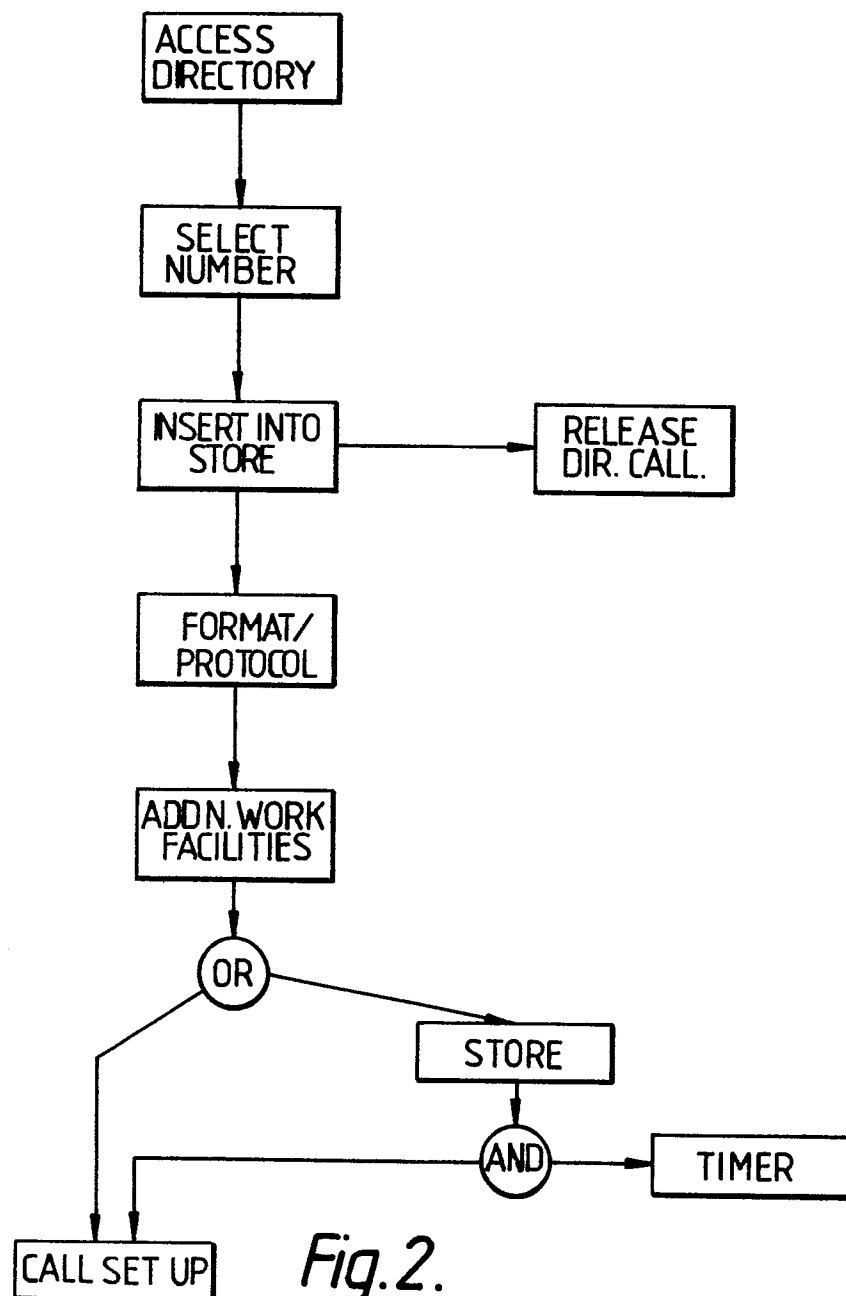 ACCESS
DIRECTORY
SELECT
NUMBER
INSERT INTO
STORE
RELEASE
DIR. CALL.
FORMAT/
PROTOCOL
ADD N. WORK
FACILITIES
OR
STORE
AND
TIMER
CALL SET UP
Fig. 2.